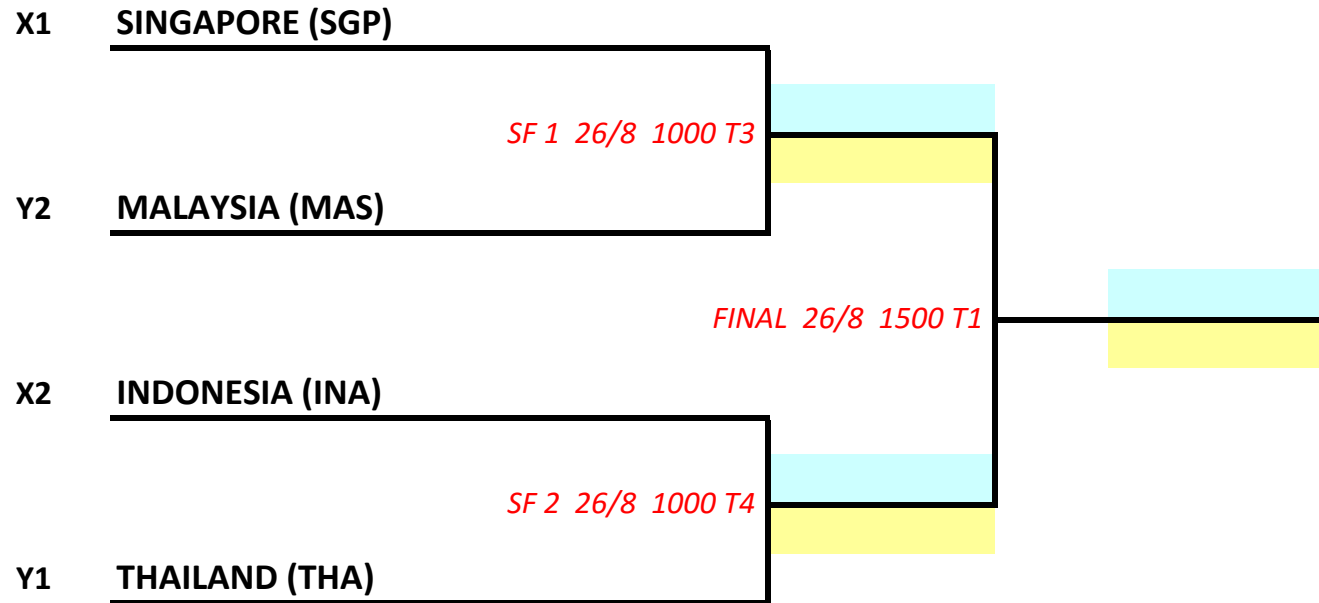 X1 SINGAPORE (SGP)
SF 1 26/8 1000 T3
Y2 MALAYSIA (MAS)
FINAL 26/8 1500 T1
X2 INDONESIA (INA)
SF 2 26/8 1000 T4
Y1 THAILAND (THA)